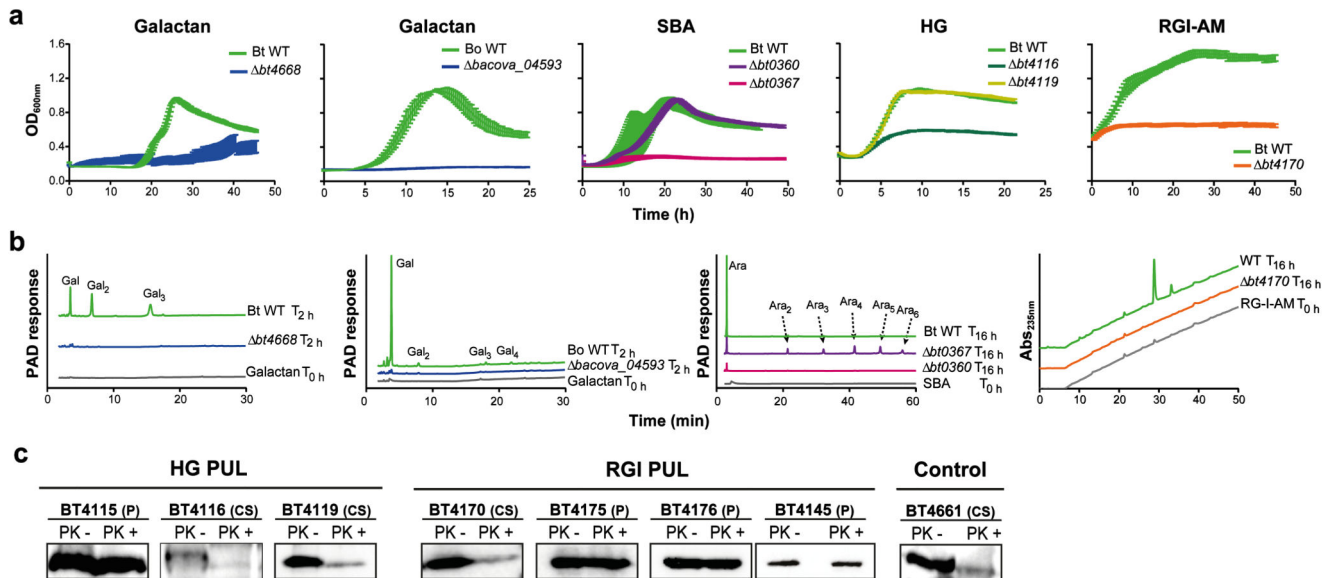 a
Galactan
Galactan
SBA
HG
RGI-AM
Bt WT
Δbt4668
Bo WT
Δbacova_04593
Bt WT
Δbt0360
Δbt0367
Bt WT
Δbt4116
Δbt4119
Bt WT
Δbt4170
OD600nm
1.6
1.2
0.8
0.4
0.0
0 10 20 30 40 50
0 5 10 15 20 25
0 10 20 30 40 50
0 5 10 15 20 25
0 10 20 30 40 50
Time (h)
b
PAD response
Gal
Gal2
Gal3
Bt WT T2 h
Δbt4668 T2 h
Galactan T0 h
0 10 20 30
PAD response
Gal
Gal2
Gal3
Gal4
Bo WT T2 h
Δbacova_04593 T2 h
Galactan T0 h
0 10 20 30
PAD response
Ara
Ara2
Ara3
Ara4
Ara5
Ara6
Bt WT T16 h
Δbt0367 T16 h
Δbt0360 T16 h
SBA T0 h
0 20 40 60
Abs235nm
WT T16 h
Δbt4170 T16 h
RG-I-AM T0 h
0 10 20 30 40 50
Time (min)
c
HG PUL
RGI PUL
Control
BT4115 (P)
BT4116 (CS)
BT4119 (CS)
BT4170 (CS)
BT4175 (P)
BT4176 (P)
BT4145 (P)
BT4661 (CS)
PK - PK +
PK - PK +
PK - PK +
PK - PK +
PK - PK +
PK - PK +
PK - PK +
PK - PK +